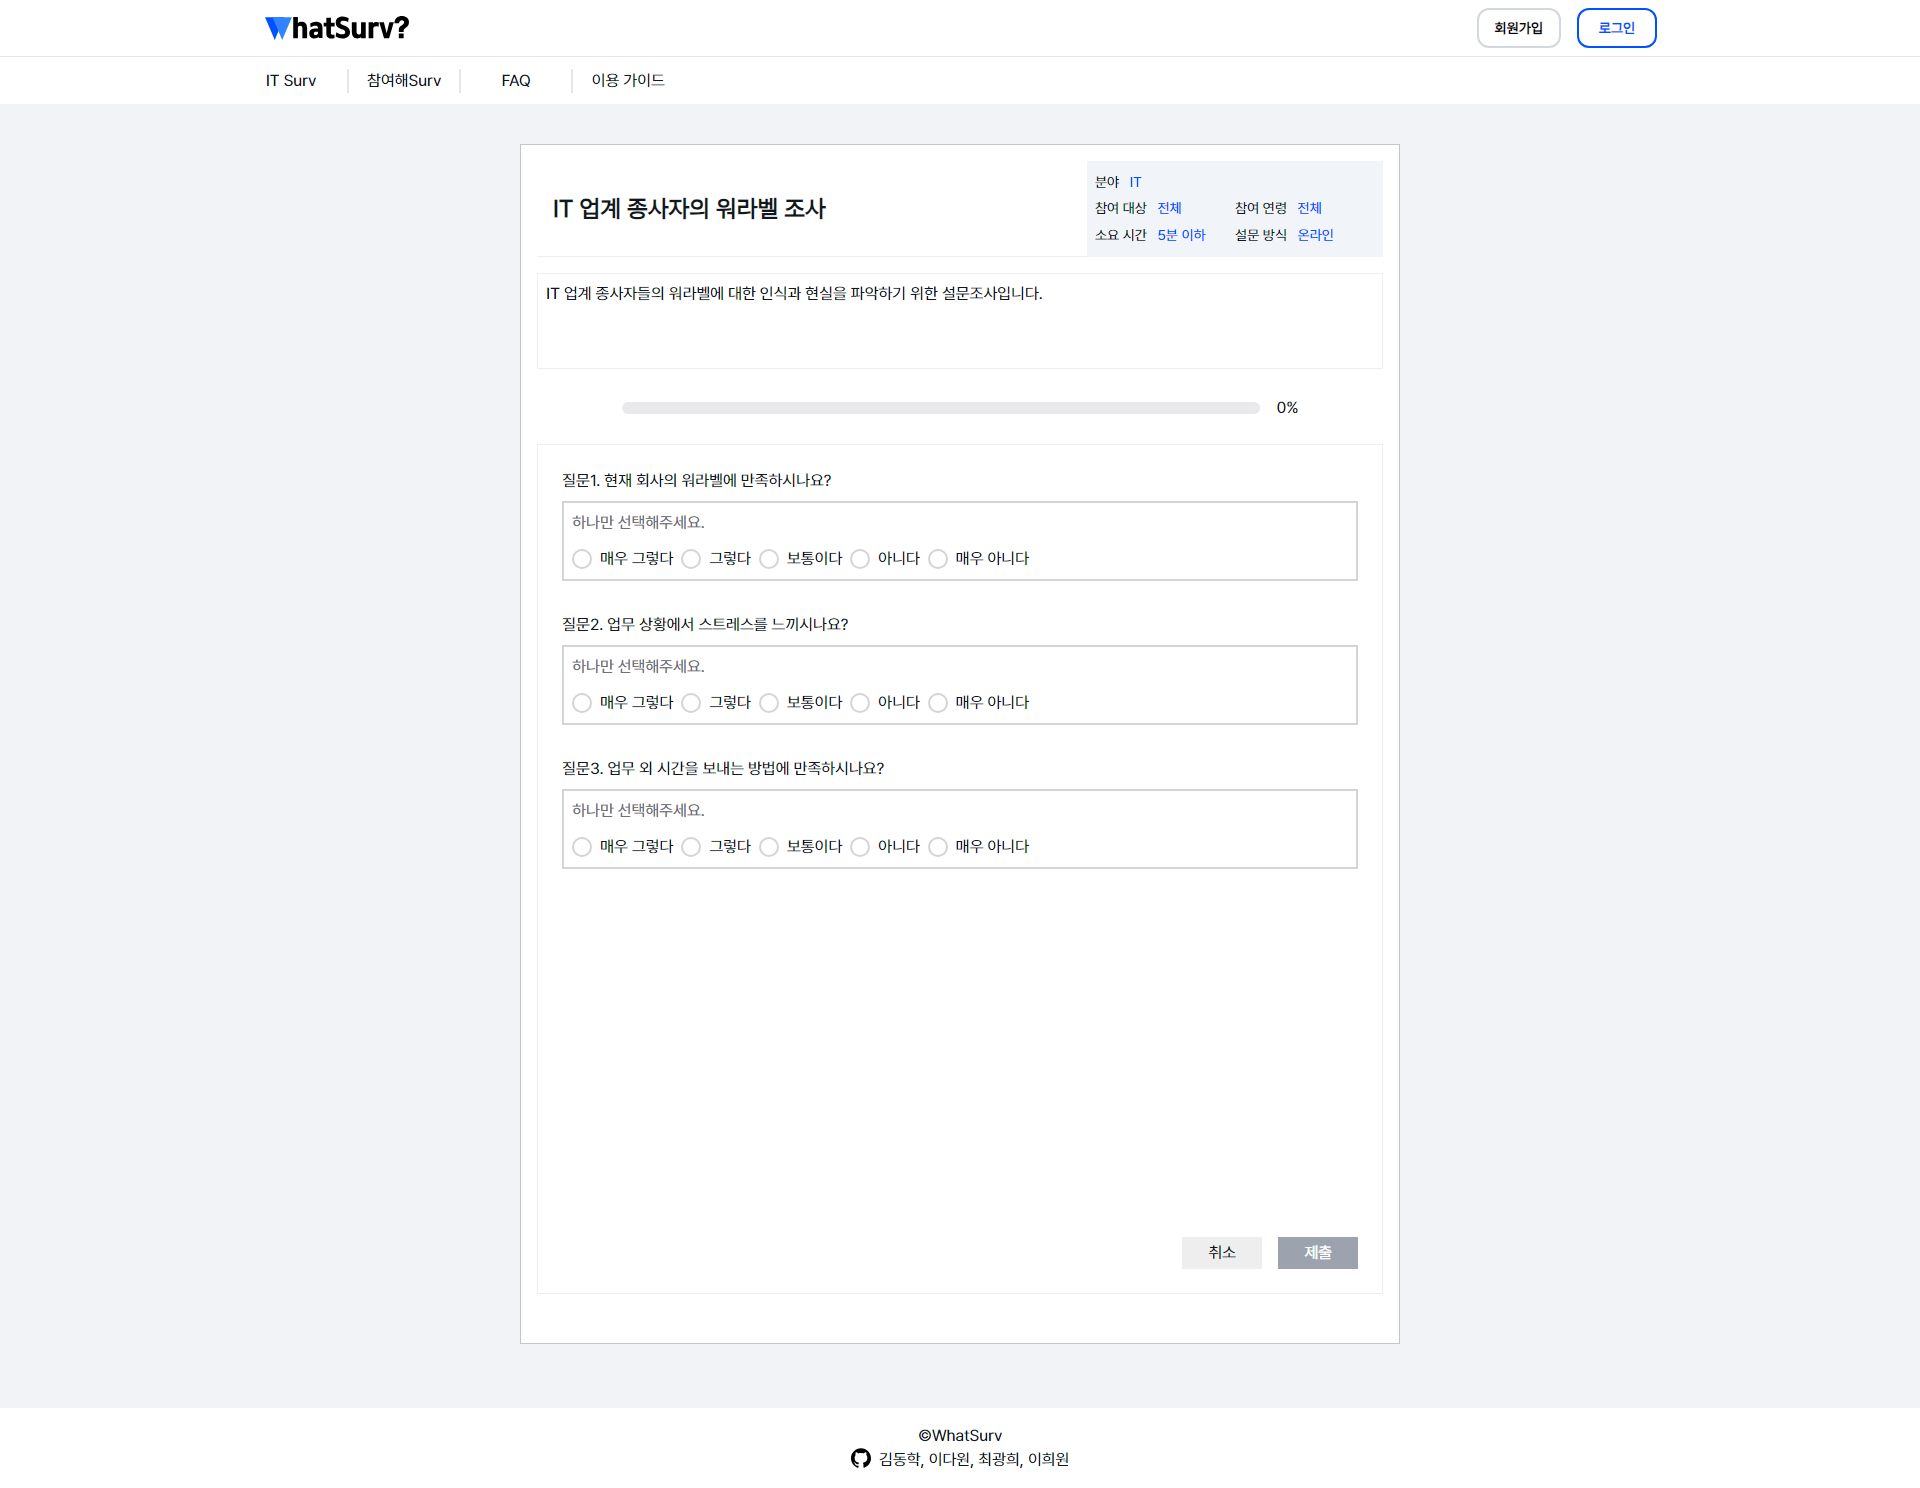 WhatSurv?
회원가입
로그인
IT Surv
참여해Surv
FAQ
이용 가이드
IT 업계 종사자의 워라벨 조사
분야 IT
참여 대상 전체 참여 연령 전체
소요 시간 5분 이하 설문 방식 온라인
IT 업계 종사자들의 워라벨에 대한 인식과 현실을 파악하기 위한 설문조사입니다.
0%
질문1. 현재 회사의 워라벨에 만족하시나요?
하나만 선택해주세요.
매우 그렇다 그렇다 보통이다 아니다 매우 아니다
질문2. 업무 상황에서 스트레스를 느끼시나요?
하나만 선택해주세요.
매우 그렇다 그렇다 보통이다 아니다 매우 아니다
질문3. 업무 외 시간을 보내는 방법에 만족하시나요?
하나만 선택해주세요.
매우 그렇다 그렇다 보통이다 아니다 매우 아니다
취소
제출
©WhatSurv
김동학, 이다원, 최광희, 이희원